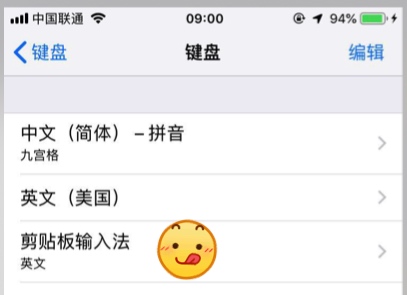 中国联通 09:00 94%
键盘 键盘 编辑
中文（简体）– 拼音
九宫格
英文（美国）
剪贴板输入法
英文